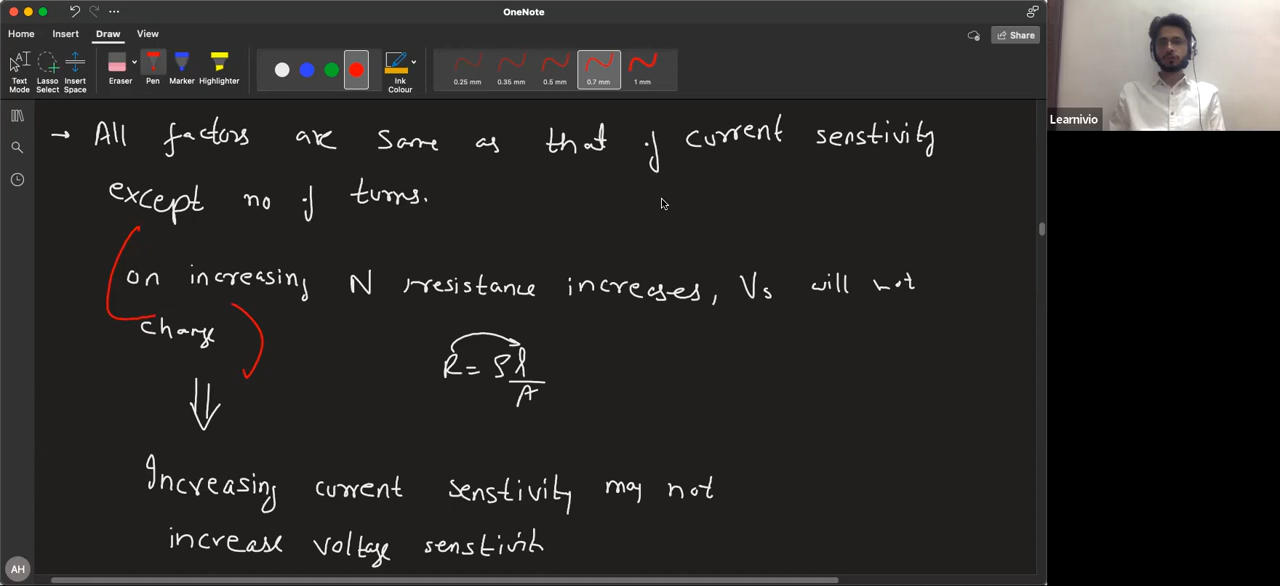 OneNote
Home Insert Draw View
Share
Text Mode
Lasso Select
Insert Space
Eraser
Pen
Marker
Highlighter
Ink Colour
0.25 mm 0.35 mm 0.5 mm 0.7 mm 1 mm
Learnivio
→ All factors are same as that of current senstivity
except no of turns.
on increasing N resistance increases, Vs will not
change
R = ρl
A
Increasing current senstivity may not
increase voltage senstivity
AH